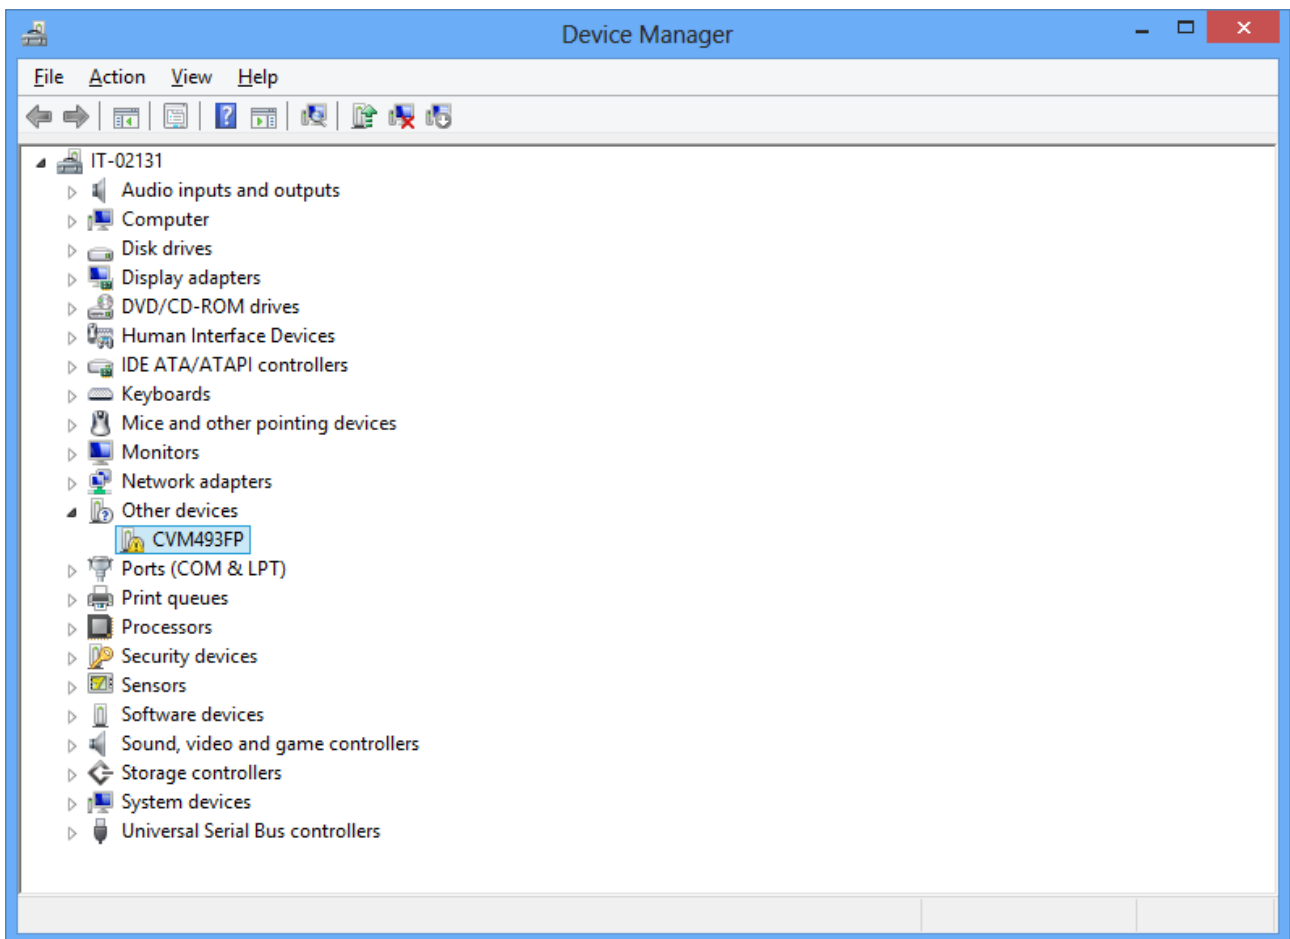 Device Manager
File Action View Help
IT-02131
Audio inputs and outputs
Computer
Disk drives
Display adapters
DVD/CD-ROM drives
Human Interface Devices
IDE ATA/ATAPI controllers
Keyboards
Mice and other pointing devices
Monitors
Network adapters
Other devices
CVM493FP
Ports (COM & LPT)
Print queues
Processors
Security devices
Sensors
Software devices
Sound, video and game controllers
Storage controllers
System devices
Universal Serial Bus controllers